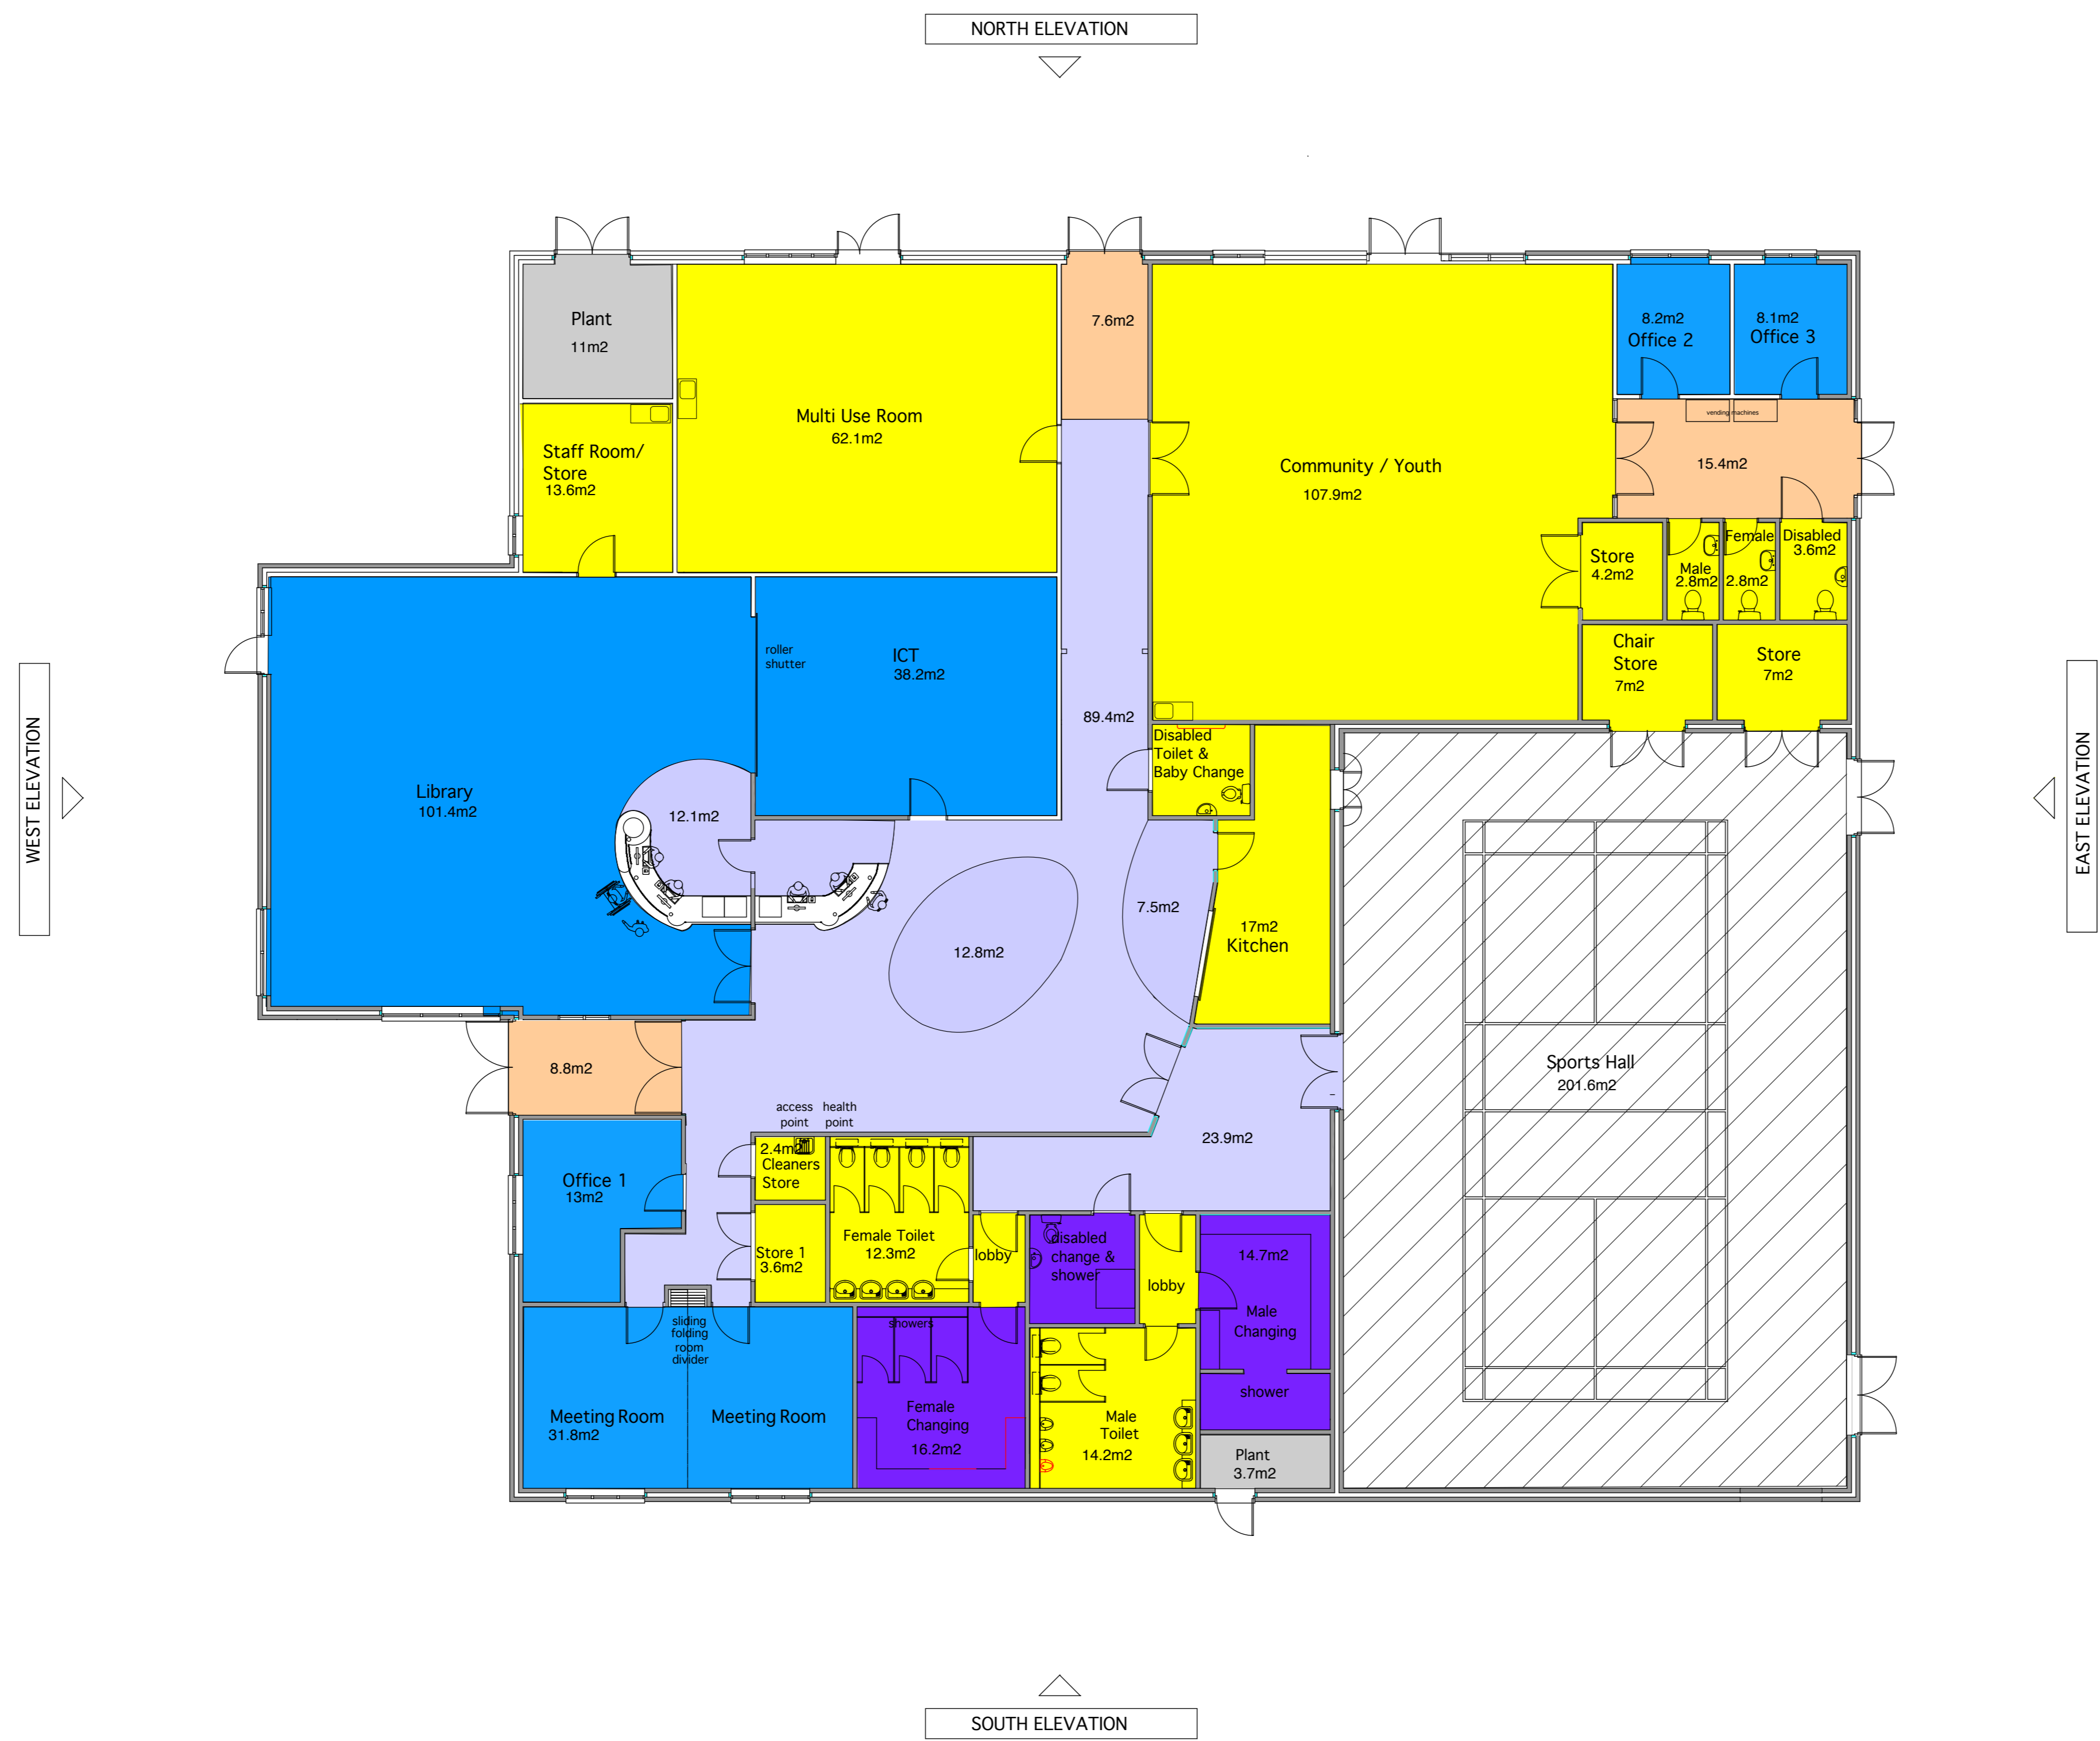 NORTH ELEVATION
Plant
11m2
7.6m2
8.2m2
Office 2
8.1m2
Office 3
Multi Use Room
62.1m2
vending machines
Staff Room/
Store
13.6m2
Community / Youth
107.9m2
15.4m2
Store
4.2m2
Male
2.8m2
Female
2.8m2
Disabled
3.6m2
roller
shutter
ICT
38.2m2
Chair
Store
7m2
Store
7m2
89.4m2
Disabled
Toilet &
Baby Change
WEST ELEVATION
Library
101.4m2
12.1m2
EAST ELEVATION
7.5m2
17m2
Kitchen
12.8m2
8.8m2
Sports Hall
201.6m2
access
point
health
point
23.9m2
2.4m2
Cleaners
Store
Office 1
13m2
Female Toilet
12.3m2
lobby
disabled
change &
shower
lobby
14.7m2
Store 1
3.6m2
Male
Changing
sliding
folding
room
divider
showers
shower
Meeting Room
31.8m2
Meeting Room
Female
Changing
16.2m2
Male
Toilet
14.2m2
Plant
3.7m2
SOUTH ELEVATION